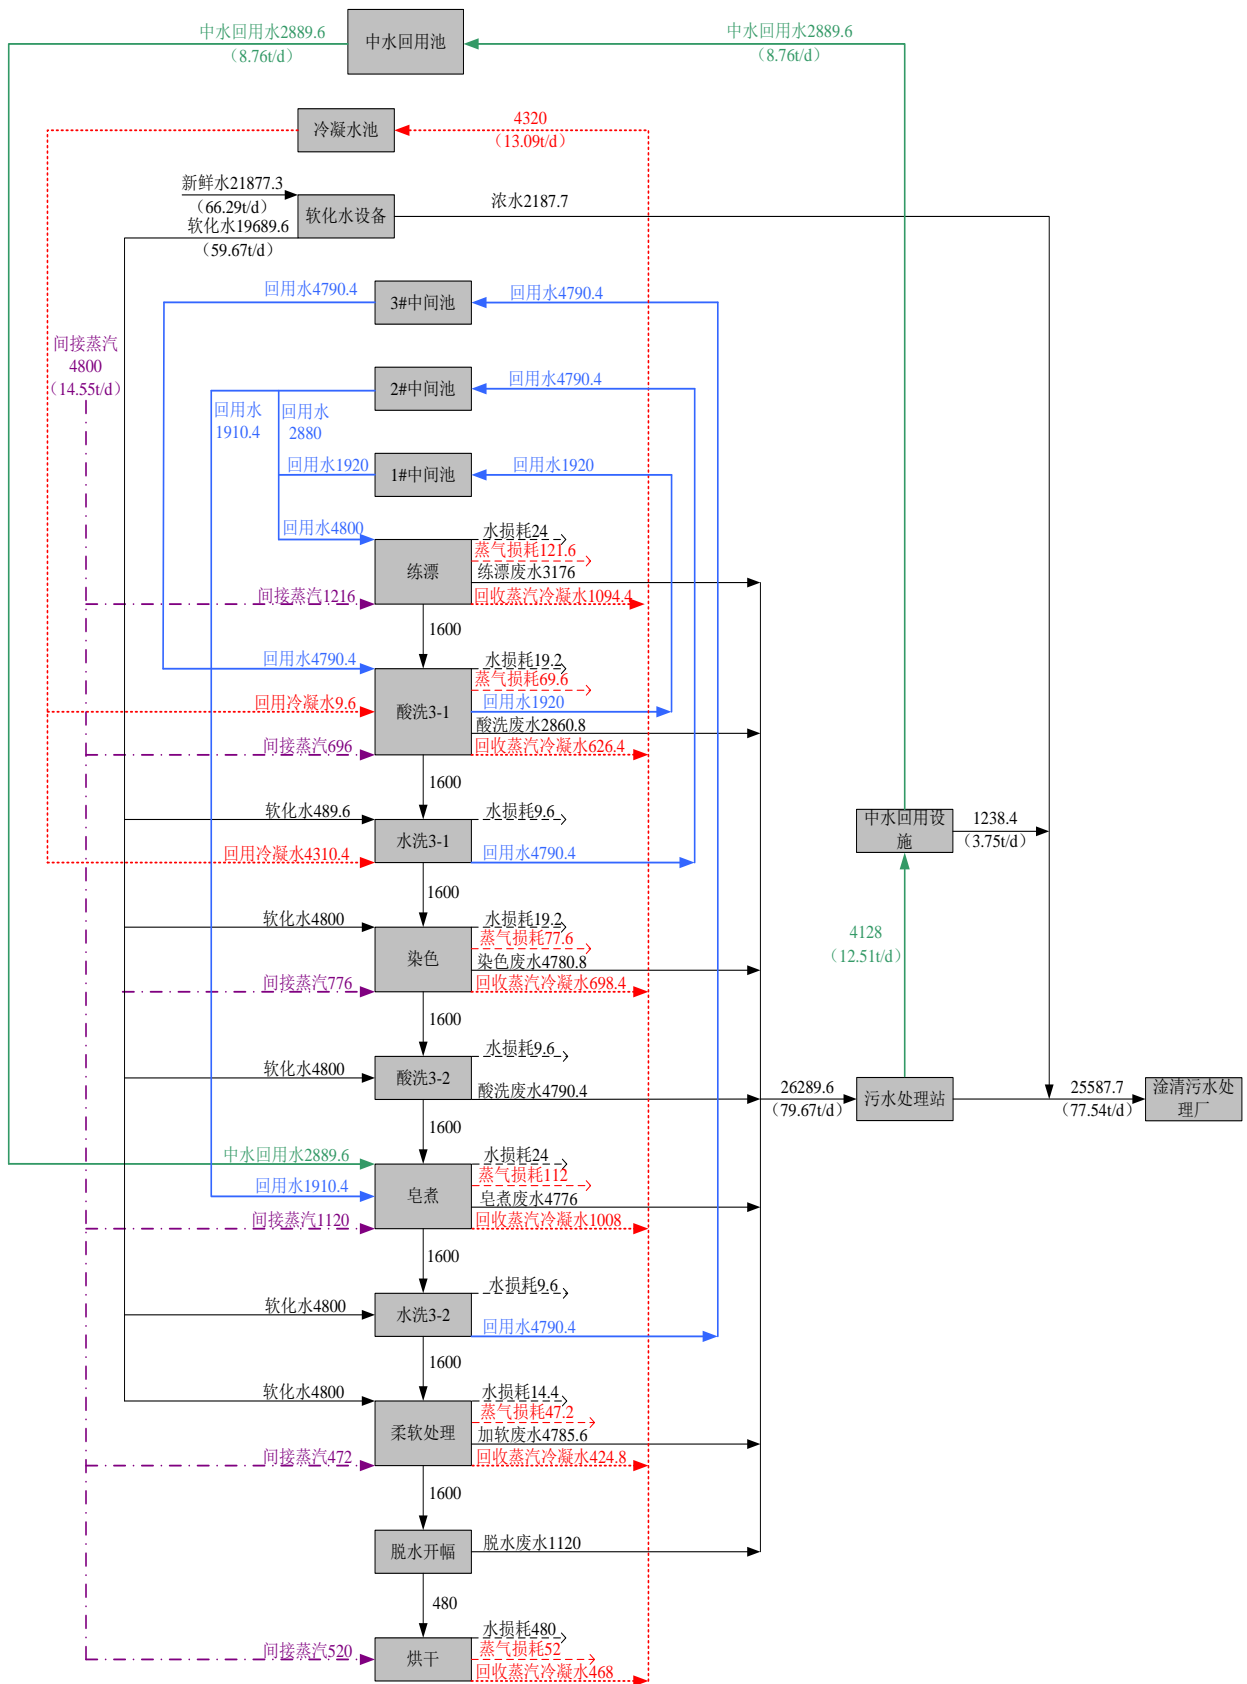 中水回用水2889.6
（8.76t/d）
中水回用池
中水回用水2889.6
（8.76t/d）
冷凝水池
4320
（13.09t/d）
新鲜水21877.3
（66.29t/d）
软化水19689.6
（59.67t/d）
软化水设备
浓水2187.7
回用水4790.4
3#中间池
回用水4790.4
间接蒸汽
4800
（14.55t/d）
2#中间池
回用水4790.4
回用水
1910.4
回用水
2880
回用水1920
1#中间池
回用水1920
回用水4800
练漂
水损耗24
蒸气损耗121.6
练漂废水3176
间接蒸汽1216
回收蒸汽冷凝水1094.4
1600
回用水4790.4
酸洗3-1
水损耗19.2
蒸气损耗69.6
回用冷凝水9.6
回用水1920
酸洗废水2860.8
间接蒸汽696
回收蒸汽冷凝水626.4
1600
软化水489.6
水洗3-1
水损耗9.6
回用冷凝水4310.4
回用水4790.4
中水回用设
施
1238.4
（3.75t/d）
1600
软化水4800
染色
水损耗19.2
蒸气损耗77.6
染色废水4780.8
间接蒸汽776
回收蒸汽冷凝水698.4
4128
（12.51t/d）
1600
软化水4800
酸洗3-2
水损耗9.6
酸洗废水4790.4
26289.6
（79.67t/d）
污水处理站
25587.7
（77.54t/d）
淦清污水处
理厂
1600
中水回用水2889.6
回用水1910.4
皂煮
水损耗24
蒸气损耗112
皂煮废水4776
间接蒸汽1120
回收蒸汽冷凝水1008
1600
软化水4800
水洗3-2
水损耗9.6
回用水4790.4
1600
软化水4800
柔软处理
水损耗14.4
蒸气损耗47.2
加软废水4785.6
间接蒸汽472
回收蒸汽冷凝水424.8
1600
脱水开幅
脱水废水1120
480
间接蒸汽520
烘干
水损耗480
蒸气损耗52
回收蒸汽冷凝水468